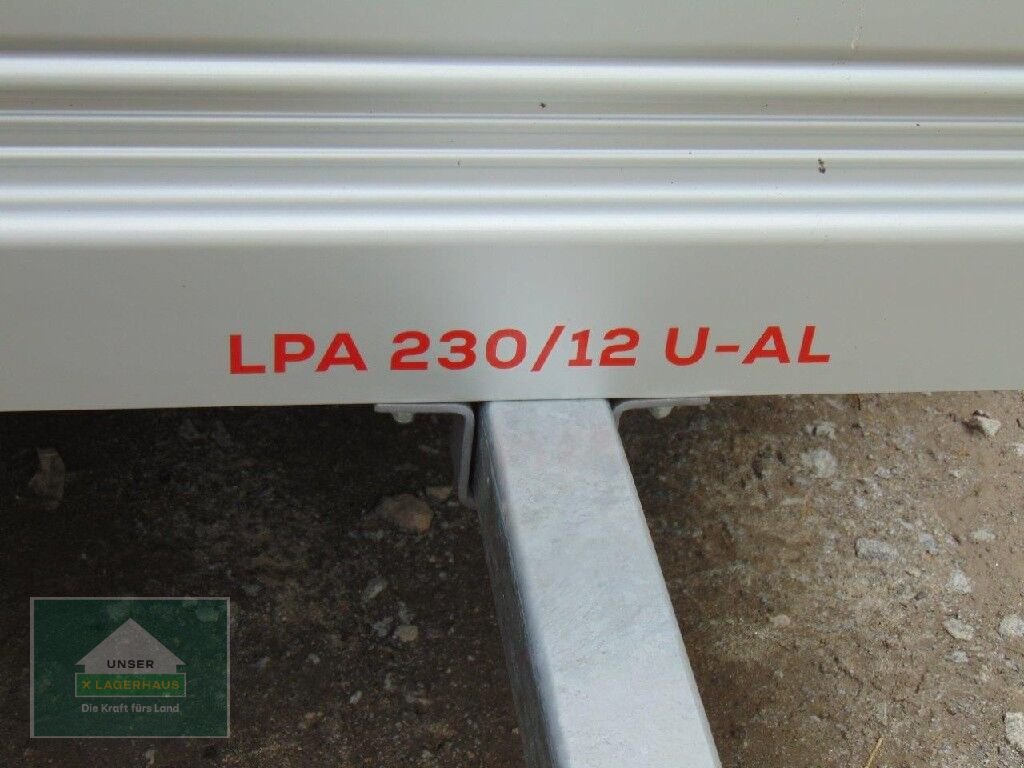 LPA 230/12 U-AL
UNSER
X LAGERHAUS
Die Kraft fürs Land